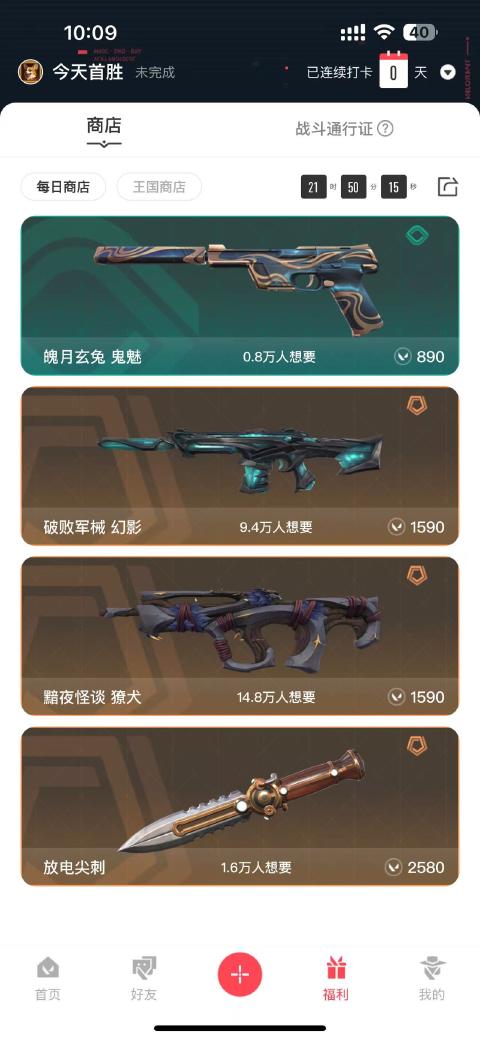 10:09
40
今天首胜 未完成
已连续打卡 0 天
商店
战斗通行证 ?
每日商店
王国商店
21 时 50 分 15 秒
魄月玄兔 鬼魅
0.8万人想要
890
破败军械 幻影
9.4万人想要
1590
黯夜怪谈 獠犬
14.8万人想要
1590
放电尖刺
1.6万人想要
2580
首页
好友
福利
我的